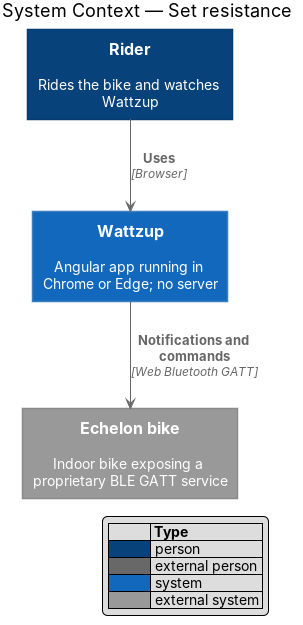 System Context — Set resistance
Rider
Rides the bike and watches
Wattzup
Uses
[Browser]
Wattzup
Angular app running in
Chrome or Edge; no server
Notifications and
commands
[Web Bluetooth GATT]
Echelon bike
Indoor bike exposing a
proprietary BLE GATT service
Type
person
external person
system
external system